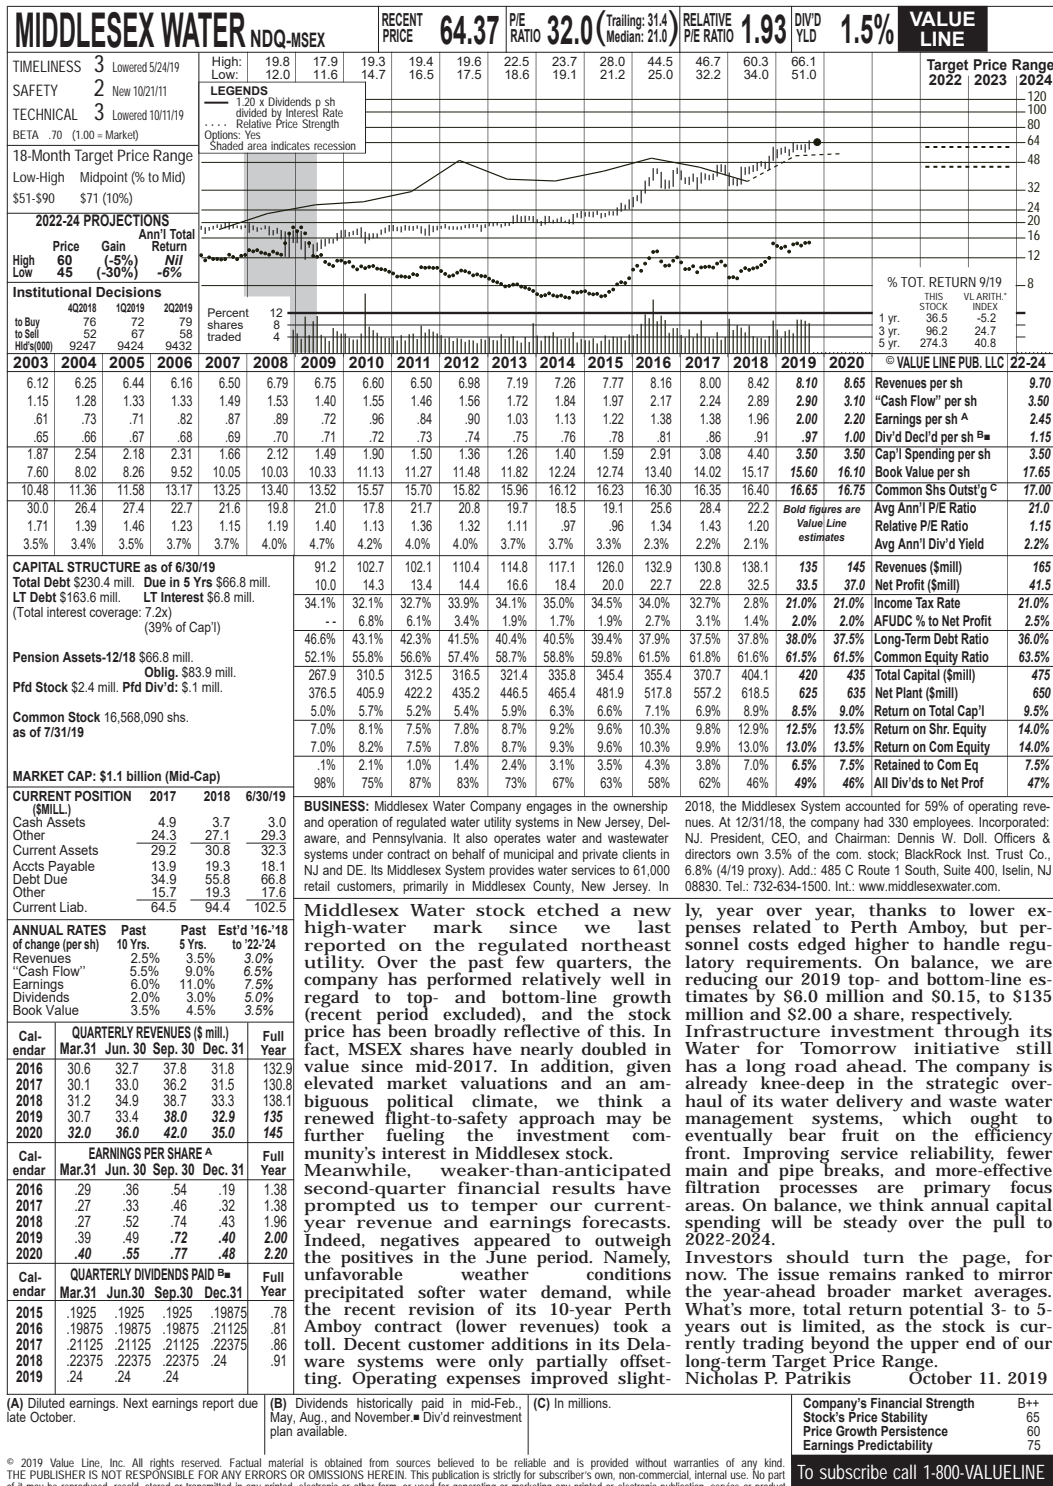 MIDDLESEX WATER NDQ-MSEX RECENT PRICE 64.37 P/E RATIO 32.0 (Trailing: 31.4 Median: 21.0) RELATIVE P/E RATIO 1.93 DIV'D YLD 1.5% VALUE LINE
TIMELINESS 3 Lowered 5/24/19
SAFETY 2 New 10/21/11
TECHNICAL 3 Lowered 10/11/19
BETA .70 (1.00 = Market)
18-Month Target Price Range
Low-High Midpoint (% to Mid)
$51-$90 $71 (10%)
2022-24 PROJECTIONS
Ann'l Total
Price Gain Return
High 60 (-5%) Nil
Low 45 (-30%) -6%
Institutional Decisions
4Q2018 1Q2019 2Q2019
to Buy 76 72 79
to Sell 52 67 58
Hld's(000) 9247 9424 9432
High: 19.8 17.9 19.3 19.4 19.6 22.5 23.7 28.0 44.5 46.7 60.3 66.1
Low: 12.0 11.6 14.7 16.5 17.5 18.6 19.1 21.2 25.0 32.2 34.0 51.0
LEGENDS
1.20 x Dividends p sh
divided by Interest Rate
. . . . Relative Price Strength
Options: Yes
Shaded area indicates recession
Target Price Range
2022 2023 2024
120
100
80
64
48
32
24
20
16
12
8
Percent 12
shares 8
traded 4
% TOT. RETURN 9/19
THIS VL ARITH.*
STOCK INDEX
1 yr. 36.5 -5.2
3 yr. 96.2 24.7
5 yr. 274.3 40.8
2003 2004 2005 2006 2007 2008 2009 2010 2011 2012 2013 2014 2015 2016 2017 2018 2019 2020 © VALUE LINE PUB. LLC 22-24
6.12 6.25 6.44 6.16 6.50 6.79 6.75 6.60 6.50 6.98 7.19 7.26 7.77 8.16 8.00 8.42 8.10 8.65 Revenues per sh 9.70
1.15 1.28 1.33 1.33 1.49 1.53 1.40 1.55 1.46 1.56 1.72 1.84 1.97 2.17 2.24 2.89 2.90 3.10 "Cash Flow" per sh 3.50
.61 .73 .71 .82 .87 .89 .72 .96 .84 .90 1.03 1.13 1.22 1.38 1.38 1.96 2.00 2.20 Earnings per sh A 2.45
.65 .66 .67 .68 .69 .70 .71 .72 .73 .74 .75 .76 .78 .81 .86 .91 .97 1.00 Div'd Decl'd per sh B■ 1.15
1.87 2.54 2.18 2.31 1.66 2.12 1.49 1.90 1.50 1.36 1.26 1.40 1.59 2.91 3.08 4.40 3.50 3.50 Cap'l Spending per sh 3.50
7.60 8.02 8.26 9.52 10.05 10.03 10.33 11.13 11.27 11.48 11.82 12.24 12.74 13.40 14.02 15.17 15.60 16.10 Book Value per sh 17.65
10.48 11.36 11.58 13.17 13.25 13.40 13.52 15.57 15.70 15.82 15.96 16.12 16.23 16.30 16.35 16.40 16.65 16.75 Common Shs Outst'g C 17.00
30.0 26.4 27.4 22.7 21.6 19.8 21.0 17.8 21.7 20.8 19.7 18.5 19.1 25.6 28.4 22.2 Bold figures are Avg Ann'l P/E Ratio 21.0
1.71 1.39 1.46 1.23 1.15 1.19 1.40 1.13 1.36 1.32 1.11 .97 .96 1.34 1.43 1.20 Value Line Relative P/E Ratio 1.15
3.5% 3.4% 3.5% 3.7% 3.7% 4.0% 4.7% 4.2% 4.0% 4.0% 3.7% 3.7% 3.3% 2.3% 2.2% 2.1% estimates Avg Ann'l Div'd Yield 2.2%
CAPITAL STRUCTURE as of 6/30/19
Total Debt $230.4 mill. Due in 5 Yrs $66.8 mill.
LT Debt $163.6 mill. LT Interest $6.8 mill.
(Total interest coverage: 7.2x)
(39% of Cap'l)
Pension Assets-12/18 $66.8 mill.
Oblig. $83.9 mill.
Pfd Stock $2.4 mill. Pfd Div'd: $.1 mill.
Common Stock 16,568,090 shs.
as of 7/31/19
MARKET CAP: $1.1 billion (Mid-Cap)
91.2 102.7 102.1 110.4 114.8 117.1 126.0 132.9 130.8 138.1 135 145 Revenues ($mill) 165
10.0 14.3 13.4 14.4 16.6 18.4 20.0 22.7 22.8 32.5 33.5 37.0 Net Profit ($mill) 41.5
34.1% 32.1% 32.7% 33.9% 34.1% 35.0% 34.5% 34.0% 32.7% 2.8% 21.0% 21.0% Income Tax Rate 21.0%
- - 6.8% 6.1% 3.4% 1.9% 1.7% 1.9% 2.7% 3.1% 1.4% 2.0% 2.0% AFUDC % to Net Profit 2.5%
46.6% 43.1% 42.3% 41.5% 40.4% 40.5% 39.4% 37.9% 37.5% 37.8% 38.0% 37.5% Long-Term Debt Ratio 36.0%
52.1% 55.8% 56.6% 57.4% 58.7% 58.8% 59.8% 61.5% 61.8% 61.6% 61.5% 61.5% Common Equity Ratio 63.5%
267.9 310.5 312.5 316.5 321.4 335.8 345.4 355.4 370.7 404.1 420 435 Total Capital ($mill) 475
376.5 405.9 422.2 435.2 446.5 465.4 481.9 517.8 557.2 618.5 625 635 Net Plant ($mill) 650
5.0% 5.7% 5.2% 5.4% 5.9% 6.3% 6.6% 7.1% 6.9% 8.9% 8.5% 9.0% Return on Total Cap'l 9.5%
7.0% 8.1% 7.5% 7.8% 8.7% 9.2% 9.6% 10.3% 9.8% 12.9% 12.5% 13.5% Return on Shr. Equity 14.0%
7.0% 8.2% 7.5% 7.8% 8.7% 9.3% 9.6% 10.3% 9.9% 13.0% 13.0% 13.5% Return on Com Equity 14.0%
.1% 2.1% 1.0% 1.4% 2.4% 3.1% 3.5% 4.3% 3.8% 7.0% 6.5% 7.5% Retained to Com Eq 7.5%
98% 75% 87% 83% 73% 67% 63% 58% 62% 46% 49% 46% All Div'ds to Net Prof 47%
CURRENT POSITION 2017 2018 6/30/19
($MILL.)
Cash Assets 4.9 3.7 3.0
Other 24.3 27.1 29.3
Current Assets 29.2 30.8 32.3
Accts Payable 13.9 19.3 18.1
Debt Due 34.9 55.8 66.8
Other 15.7 19.3 17.6
Current Liab. 64.5 94.4 102.5
ANNUAL RATES Past Past Est'd '16-'18
of change (per sh) 10 Yrs. 5 Yrs. to '22-'24
Revenues 2.5% 3.5% 3.0%
"Cash Flow" 5.5% 9.0% 6.5%
Earnings 6.0% 11.0% 7.5%
Dividends 2.0% 3.0% 5.0%
Book Value 3.5% 4.5% 3.5%
Cal- QUARTERLY REVENUES ($ mill.) Full
endar Mar.31 Jun. 30 Sep. 30 Dec. 31 Year
2016 30.6 32.7 37.8 31.8 132.9
2017 30.1 33.0 36.2 31.5 130.8
2018 31.2 34.9 38.7 33.3 138.1
2019 30.7 33.4 38.0 32.9 135
2020 32.0 36.0 42.0 35.0 145
Cal- EARNINGS PER SHARE A Full
endar Mar.31 Jun. 30 Sep. 30 Dec. 31 Year
2016 .29 .36 .54 .19 1.38
2017 .27 .33 .46 .32 1.38
2018 .27 .52 .74 .43 1.96
2019 .39 .49 .72 .40 2.00
2020 .40 .55 .77 .48 2.20
Cal- QUARTERLY DIVIDENDS PAID B■ Full
endar Mar.31 Jun.30 Sep.30 Dec.31 Year
2015 .1925 .1925 .1925 .19875 .78
2016 .19875 .19875 .19875 .21125 .81
2017 .21125 .21125 .21125 .22375 .86
2018 .22375 .22375 .22375 .24 .91
2019 .24 .24 .24
BUSINESS: Middlesex Water Company engages in the ownership
and operation of regulated water utility systems in New Jersey, Del-
aware, and Pennsylvania. It also operates water and wastewater
systems under contract on behalf of municipal and private clients in
NJ and DE. Its Middlesex System provides water services to 61,000
retail customers, primarily in Middlesex County, New Jersey. In
2018, the Middlesex System accounted for 59% of operating reve-
nues. At 12/31/18, the company had 330 employees. Incorporated:
NJ. President, CEO, and Chairman: Dennis W. Doll. Officers &
directors own 3.5% of the com. stock; BlackRock Inst. Trust Co.,
6.8% (4/19 proxy). Add.: 485 C Route 1 South, Suite 400, Iselin, NJ
08830. Tel.: 732-634-1500. Int.: www.middlesexwater.com.
Middlesex Water stock etched a new
high-water mark since we last
reported on the regulated northeast
utility. Over the past few quarters, the
company has performed relatively well in
regard to top- and bottom-line growth
(recent period excluded), and the stock
price has been broadly reflective of this. In
fact, MSEX shares have nearly doubled in
value since mid-2017. In addition, given
elevated market valuations and an am-
biguous political climate, we think a
renewed flight-to-safety approach may be
further fueling the investment com-
munity's interest in Middlesex stock.
Meanwhile, weaker-than-anticipated
second-quarter financial results have
prompted us to temper our current-
year revenue and earnings forecasts.
Indeed, negatives appeared to outweigh
the positives in the June period. Namely,
unfavorable weather conditions
precipitated softer water demand, while
the recent revision of its 10-year Perth
Amboy contract (lower revenues) took a
toll. Decent customer additions in its Dela-
ware systems were only partially offset-
ting. Operating expenses improved slight-
ly, year over year, thanks to lower ex-
penses related to Perth Amboy, but per-
sonnel costs edged higher to handle regu-
latory requirements. On balance, we are
reducing our 2019 top- and bottom-line es-
timates by $6.0 million and $0.15, to $135
million and $2.00 a share, respectively.
Infrastructure investment through its
Water for Tomorrow initiative still
has a long road ahead. The company is
already knee-deep in the strategic over-
haul of its water delivery and waste water
management systems, which ought to
eventually bear fruit on the efficiency
front. Improving service reliability, fewer
main and pipe breaks, and more-effective
filtration processes are primary focus
areas. On balance, we think annual capital
spending will be steady over the pull to
2022-2024.
Investors should turn the page, for
now. The issue remains ranked to mirror
the year-ahead broader market averages.
What's more, total return potential 3- to 5-
years out is limited, as the stock is cur-
rently trading beyond the upper end of our
long-term Target Price Range.
Nicholas P. Patrikis October 11. 2019
(A) Diluted earnings. Next earnings report due
late October.
(B) Dividends historically paid in mid-Feb.,
May, Aug., and November.■ Div'd reinvestment
plan available.
(C) In millions.
Company's Financial Strength B++
Stock's Price Stability 65
Price Growth Persistence 60
Earnings Predictability 75
© 2019 Value Line, Inc. All rights reserved. Factual material is obtained from sources believed to be reliable and is provided without warranties of any kind.
THE PUBLISHER IS NOT RESPONSIBLE FOR ANY ERRORS OR OMISSIONS HEREIN. This publication is strictly for subscriber's own, non-commercial, internal use. No part
To subscribe call 1-800-VALUELINE